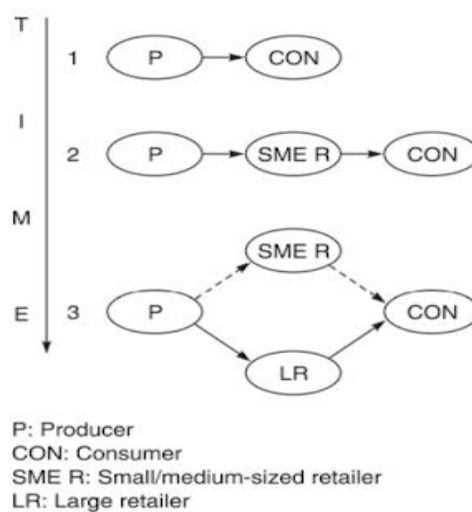 T
1 P CON
I
2 P SME R CON
M
SME R
E 3 P CON
LR
P: Producer
CON: Consumer
SME R: Small/medium-sized retailer
LR: Large retailer